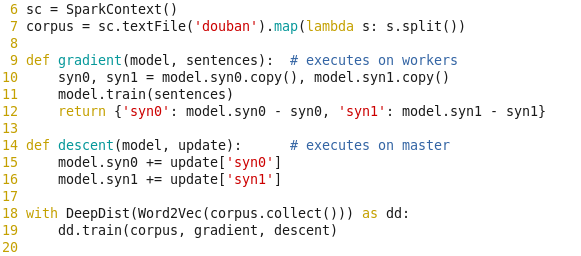 6 sc = SparkContext()
7 corpus = sc.textFile('douban').map(lambda s: s.split())
8
9 def gradient(model, sentences):  # executes on workers
10     syn0, syn1 = model.syn0.copy(), model.syn1.copy()
11     model.train(sentences)
12     return {'syn0': model.syn0 - syn0, 'syn1': model.syn1 - syn1}
13
14 def descent(model, update):      # executes on master
15     model.syn0 += update['syn0']
16     model.syn1 += update['syn1']
17
18 with DeepDist(Word2Vec(corpus.collect())) as dd:
19     dd.train(corpus, gradient, descent)
20